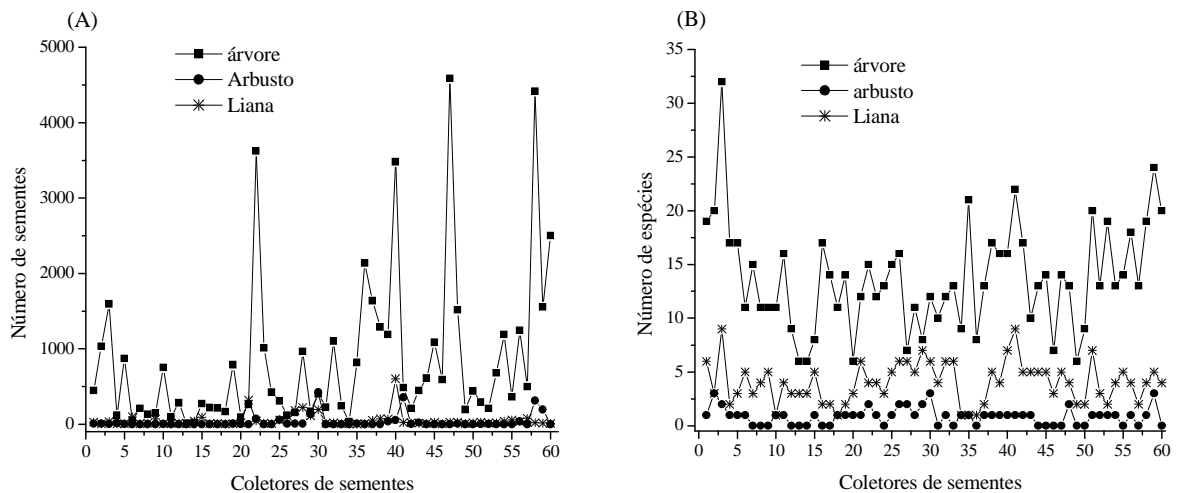 (A)
árvore
Arbusto
Liana
Número de sementes
5000
4000
3000
2000
1000
0
0 5 10 15 20 25 30 35 40 45 50 55 60
Coletores de sementes
(B)
árvore
arbusto
Liana
Número de espécies
35
30
25
20
15
10
5
0
0 5 10 15 20 25 30 35 40 45 50 55 60
Coletores de sementes